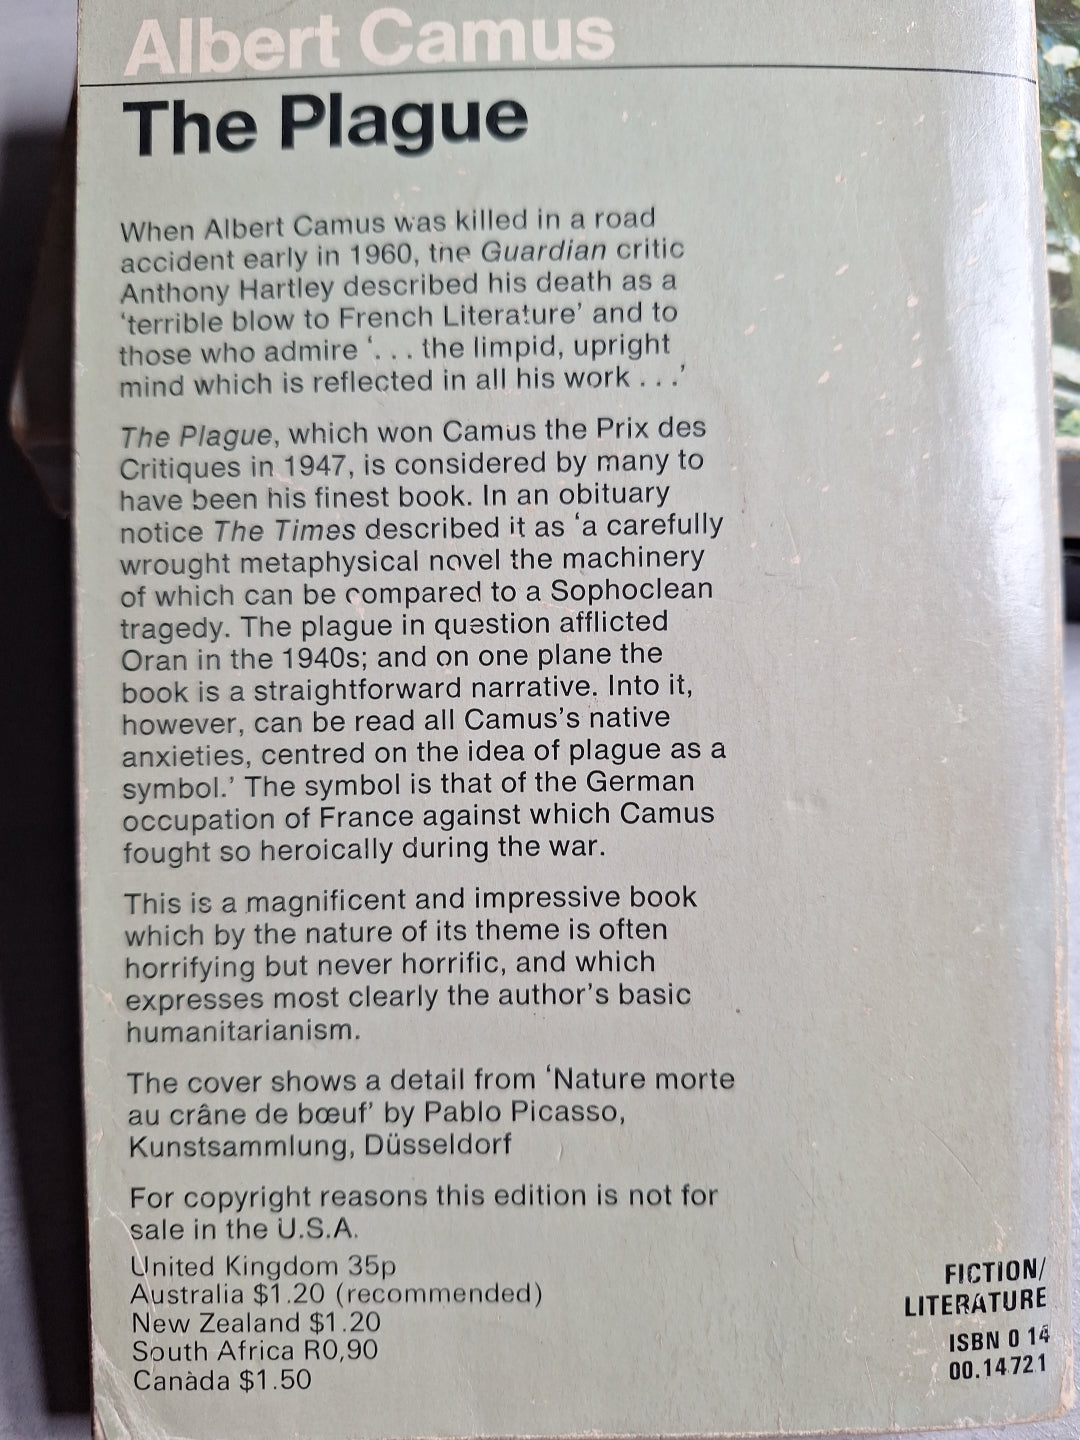 Albert Camus
The Plague
When Albert Camus was killed in a road
accident early in 1960, the Guardian critic
Anthony Hartley described his death as a
‘terrible blow to French Literature’ and to
those who admire ‘. . . the limpid, upright
mind which is reflected in all his work . . .’
The Plague, which won Camus the Prix des
Critiques in 1947, is considered by many to
have been his finest book. In an obituary
notice The Times described it as ‘a carefully
wrought metaphysical novel the machinery
of which can be compared to a Sophoclean
tragedy. The plague in question afflicted
Oran in the 1940s; and on one plane the
book is a straightforward narrative. Into it,
however, can be read all Camus’s native
anxieties, centred on the idea of plague as a
symbol.’ The symbol is that of the German
occupation of France against which Camus
fought so heroically during the war.
This is a magnificent and impressive book
which by the nature of its theme is often
horrifying but never horrific, and which
expresses most clearly the author’s basic
humanitarianism.
The cover shows a detail from ‘Nature morte
au crâne de bœuf’ by Pablo Picasso,
Kunstsammlung, Düsseldorf
For copyright reasons this edition is not for
sale in the U.S.A.
United Kingdom 35p
Australia $1.20 (recommended)
New Zealand $1.20
South Africa R0,90
Canada $1.50
FICTION/
LITERATURE
ISBN 0 14
00.1472 1